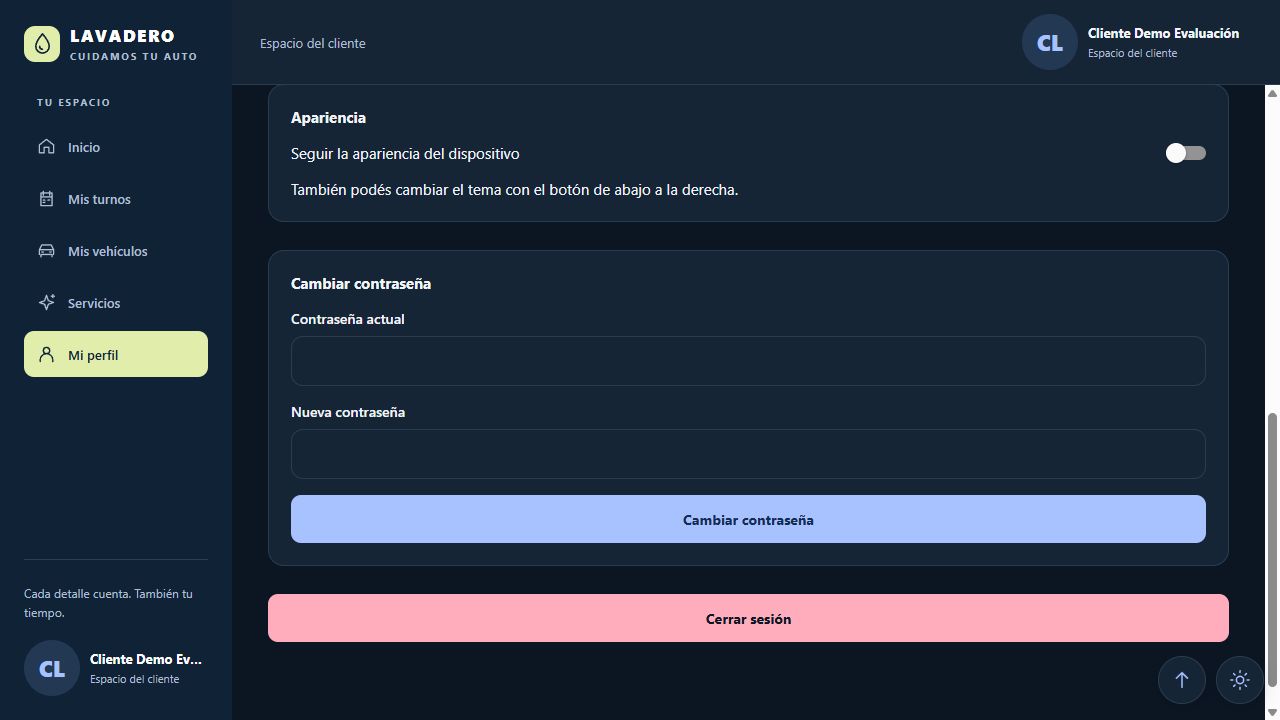 LAVADERO
CUIDAMOS TU AUTO
TU ESPACIO
Inicio
Mis turnos
Mis vehículos
Servicios
Mi perfil
Cada detalle cuenta. También tu
tiempo.
CL
Cliente Demo Ev...
Espacio del cliente
Espacio del cliente
CL
Cliente Demo Evaluación
Espacio del cliente
Apariencia
Seguir la apariencia del dispositivo
También podés cambiar el tema con el botón de abajo a la derecha.
Cambiar contraseña
Contraseña actual
Nueva contraseña
Cambiar contraseña
Cerrar sesión